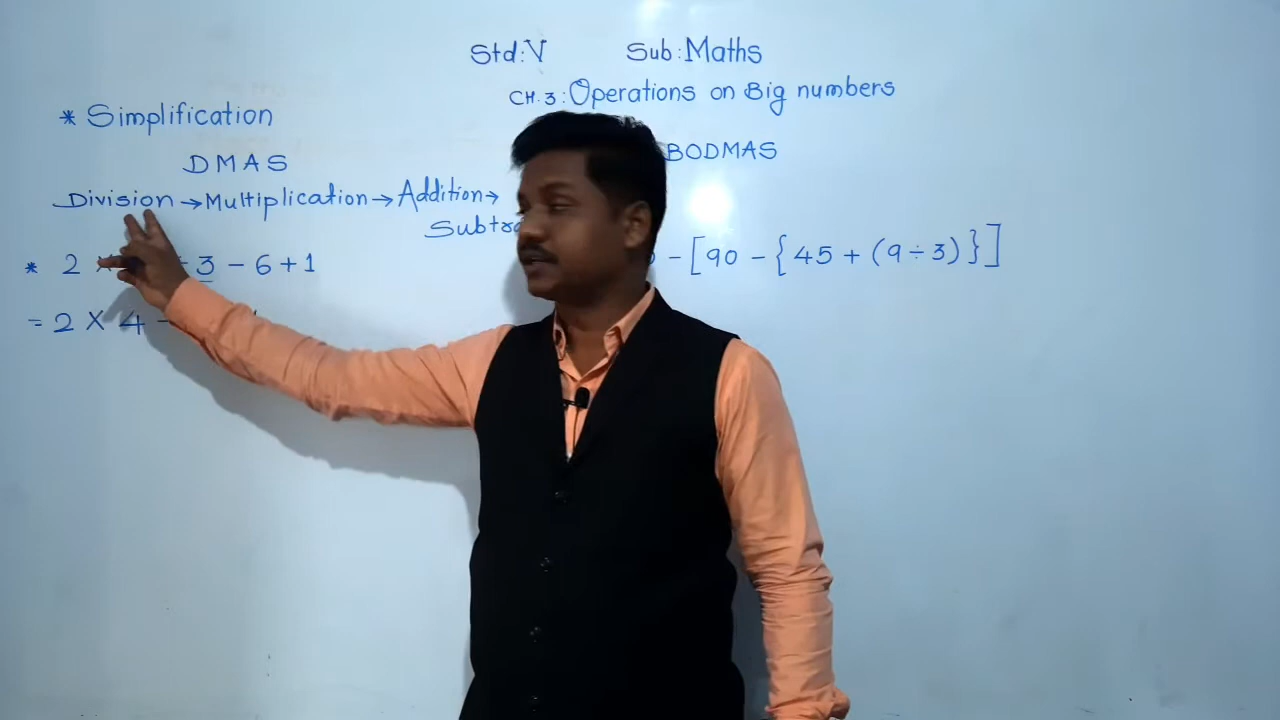 Std: V Sub: Maths
CH. 3: Operations on Big numbers
* Simplification
DMAS
Division → Multiplication → Addition →
BODMAS
* 2 3 - 6 + 1
- [90 - {45 + (9 ÷ 3)}]
= 2 × 4 -